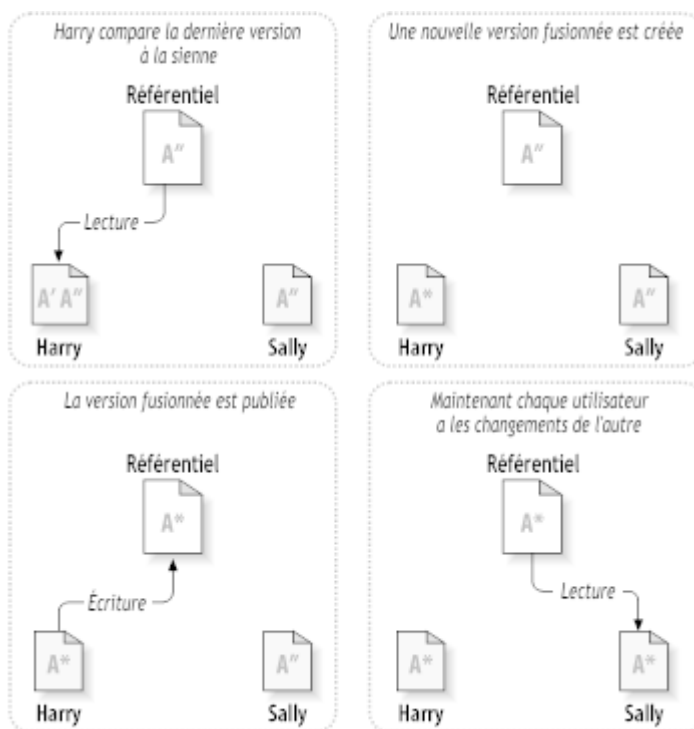 Harry compare la dernière version
à la sienne
Référentiel
A″
Lecture
A′ A″
A″
Harry
Sally
Une nouvelle version fusionnée est créée
Référentiel
A″
A*
A″
Harry
Sally
La version fusionnée est publiée
Référentiel
A*
Écriture
A*
A″
Harry
Sally
Maintenant chaque utilisateur
a les changements de l'autre
Référentiel
A*
Lecture
A*
A*
Harry
Sally